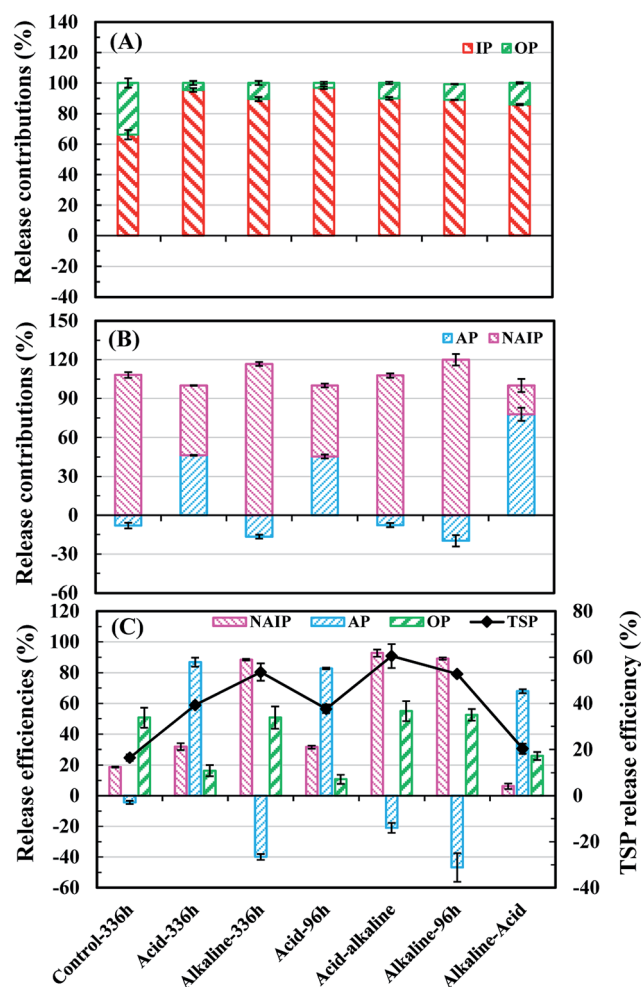 (A)
IP OP
Release contributions (%)
140
120
100
80
60
40
20
0
-20
-40
(B)
AP NAIP
Release contributions (%)
150
120
90
60
30
0
-30
-60
(C)
NAIP AP OP TSP
Release efficiencies (%)
120
100
80
60
40
20
0
-20
-40
-60
TSP release efficiency (%)
80
60
40
20
0
-20
-40
Control-336h
Acid-336h
Alkaline-336h
Acid-96h
Acid-alkaline
Alkaline-96h
Alkaline-Acid